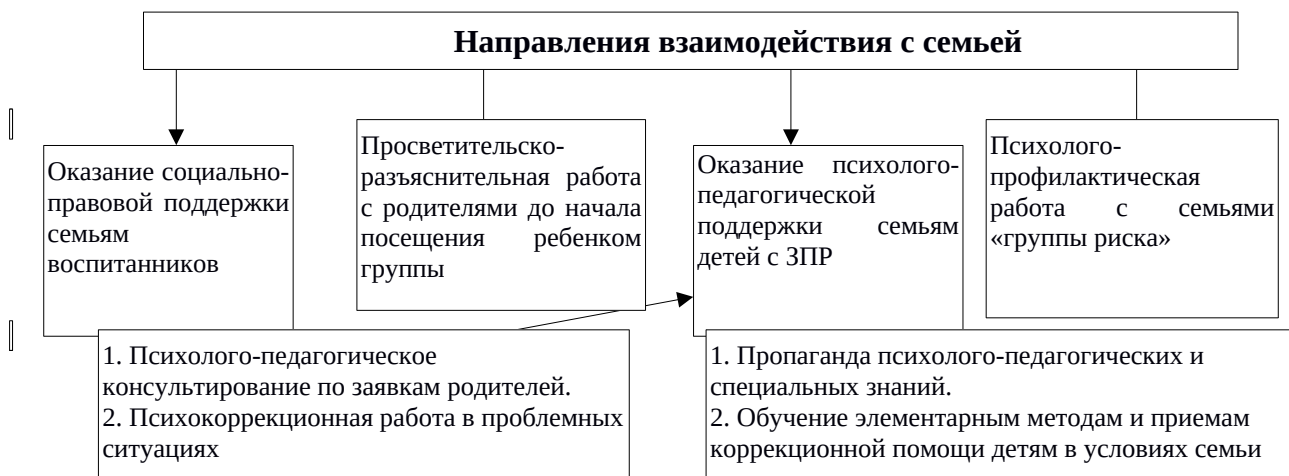 Направления взаимодействия с семьей
Оказание социально-
правовой поддержки
семьям
воспитанников
Просветительско-
разъяснительная работа
с родителями до начала
посещения ребенком
группы
Оказание психолого-
педагогической
поддержки семьям
детей с ЗПР
Психолого-
профилактическая
работа с семьями
«группы риска»
1. Психолого-педагогическое
консультирование по заявкам родителей.
2. Психокоррекционная работа в проблемных
ситуациях
1. Пропаганда психолого-педагогических и
специальных знаний.
2. Обучение элементарным методам и приемам
коррекционной помощи детям в условиях семьи